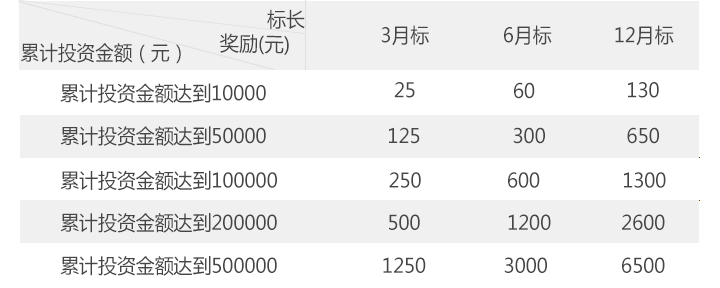 标长
奖励(元)
累计投资金额（元） 3月标 6月标 12月标
累计投资金额达到10000 25 60 130
累计投资金额达到50000 125 300 650
累计投资金额达到100000 250 600 1300
累计投资金额达到200000 500 1200 2600
累计投资金额达到500000 1250 3000 6500